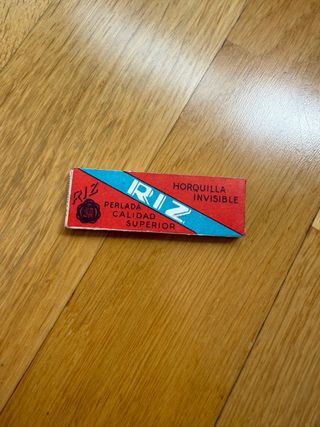 RIZ
RIZ
HORQUILLA
INVISIBLE
PERLADA
CALIDAD
SUPERIOR